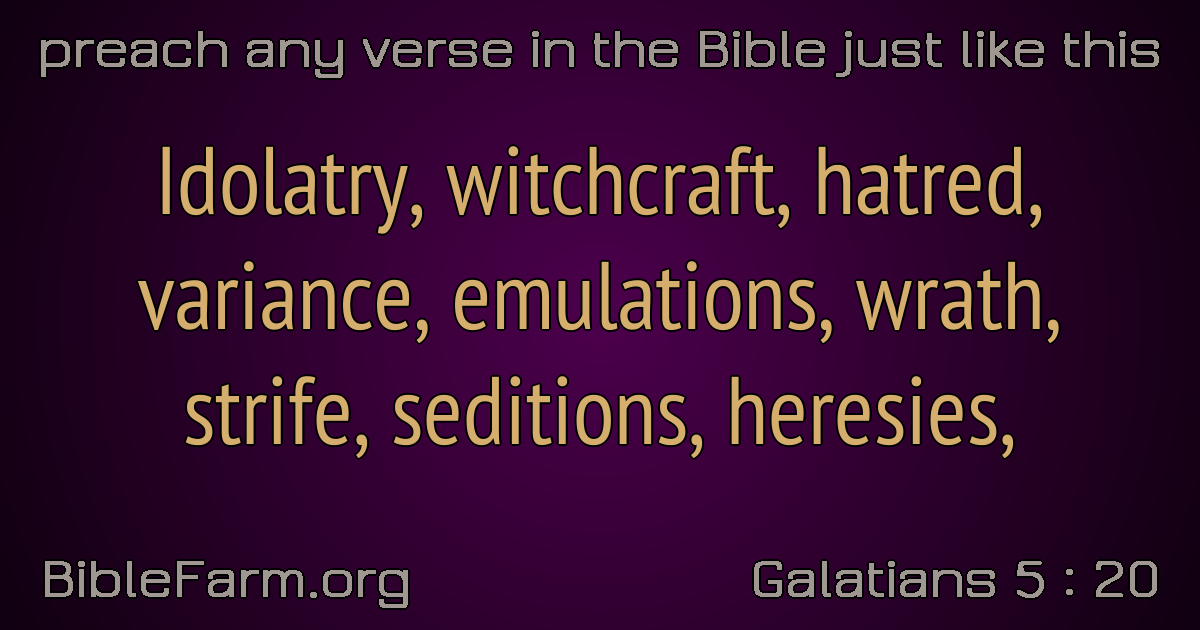 preach any verse in the Bible just like this
Idolatry, witchcraft, hatred,
variance, emulations, wrath,
strife, seditions, heresies,
BibleFarm.org
Galatians 5 : 20